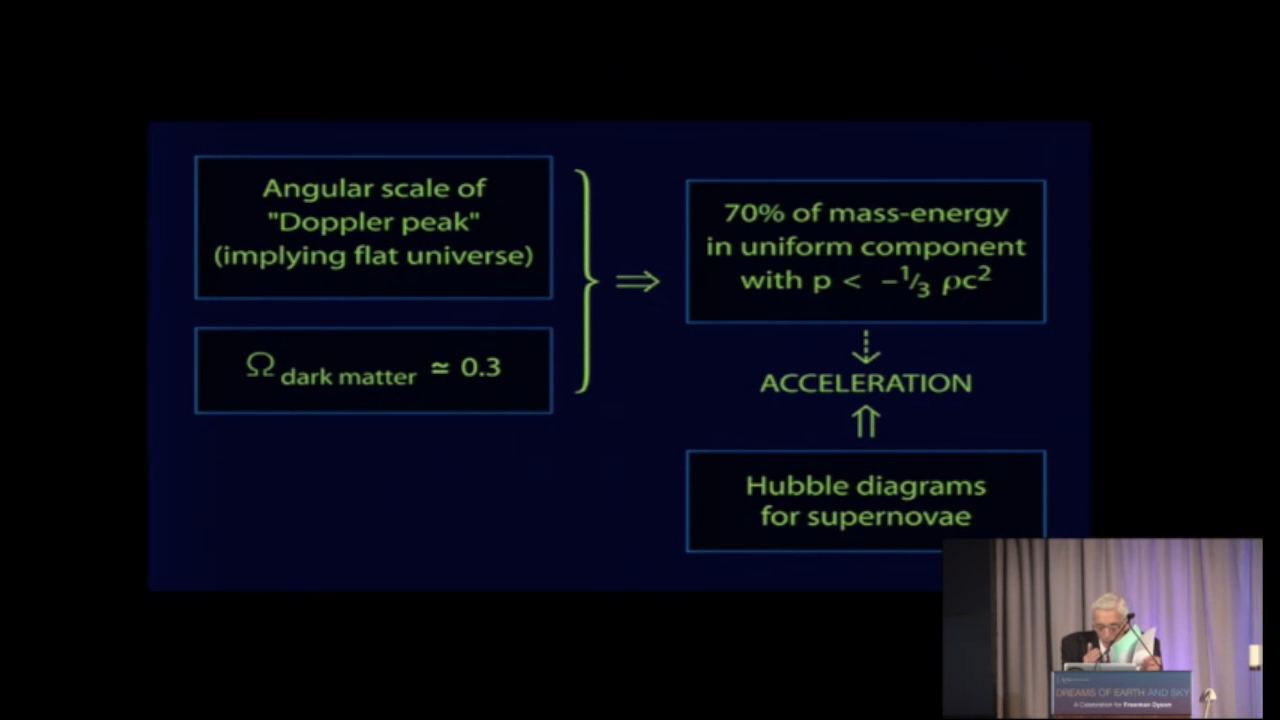 Angular scale of
"Doppler peak"
(implying flat universe)
Ω dark matter ≃ 0.3
70% of mass-energy
in uniform component
with p < -⅓ ρc²
ACCELERATION
Hubble diagrams
for supernovae
DREAMS OF EARTH AND SKY
A Celebration for Freeman Dyson